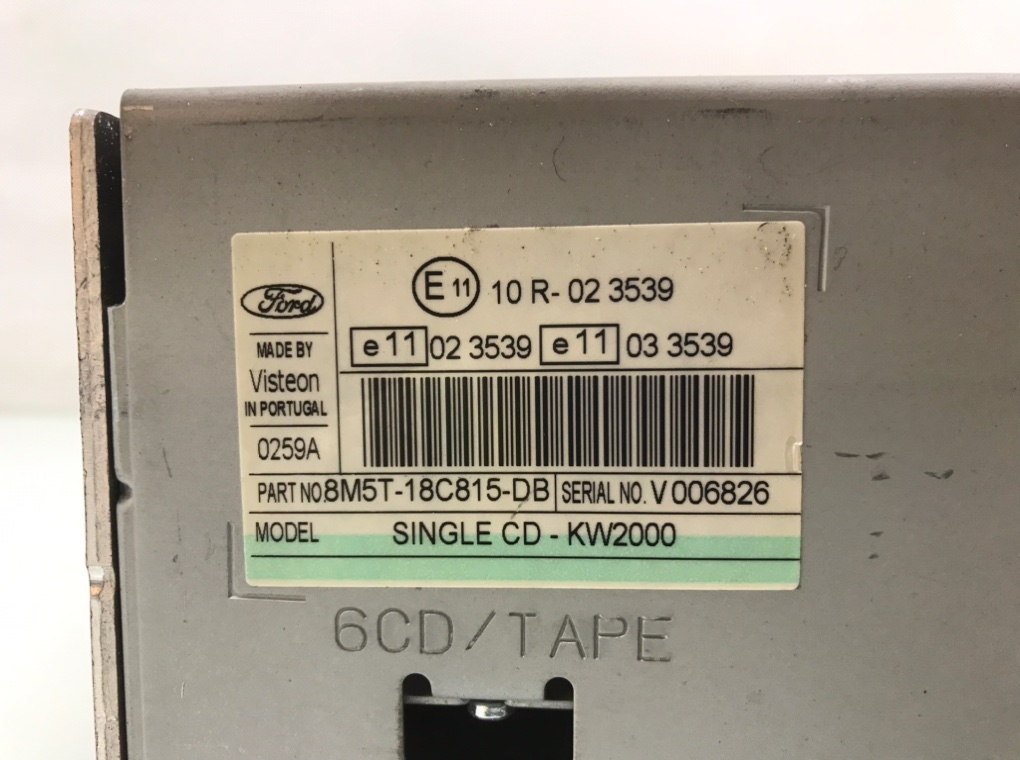 Ford
MADE BY
Visteon
IN PORTUGAL
0259A
E 11 10 R- 02 3539
e11 02 3539 e11 03 3539
PART NO. 8M5T-18C815-DB SERIAL NO. V 006826
MODEL SINGLE CD - KW2000
6CD/TAPE